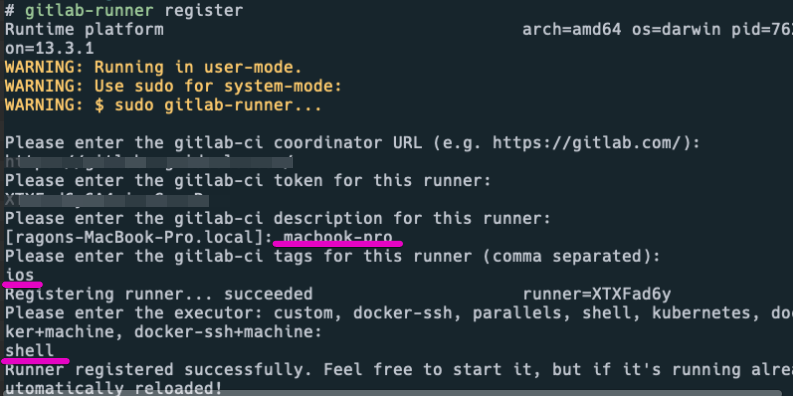 # gitlab-runner register
Runtime platform arch=amd64 os=darwin pid=76
on=13.3.1
WARNING: Running in user-mode.
WARNING: Use sudo for system-mode:
WARNING: $ sudo gitlab-runner...
Please enter the gitlab-ci coordinator URL (e.g. https://gitlab.com/):
Please enter the gitlab-ci token for this runner:
Please enter the gitlab-ci description for this runner:
[ragons-MacBook-Pro.local]: macbook-pro
Please enter the gitlab-ci tags for this runner (comma separated):
ios
Registering runner... succeeded runner=XTXFad6y
Please enter the executor: custom, docker-ssh, parallels, shell, kubernetes, do
ker+machine, docker-ssh+machine:
shell
Runner registered successfully. Feel free to start it, but if it's running alrea
utomatically reloaded!